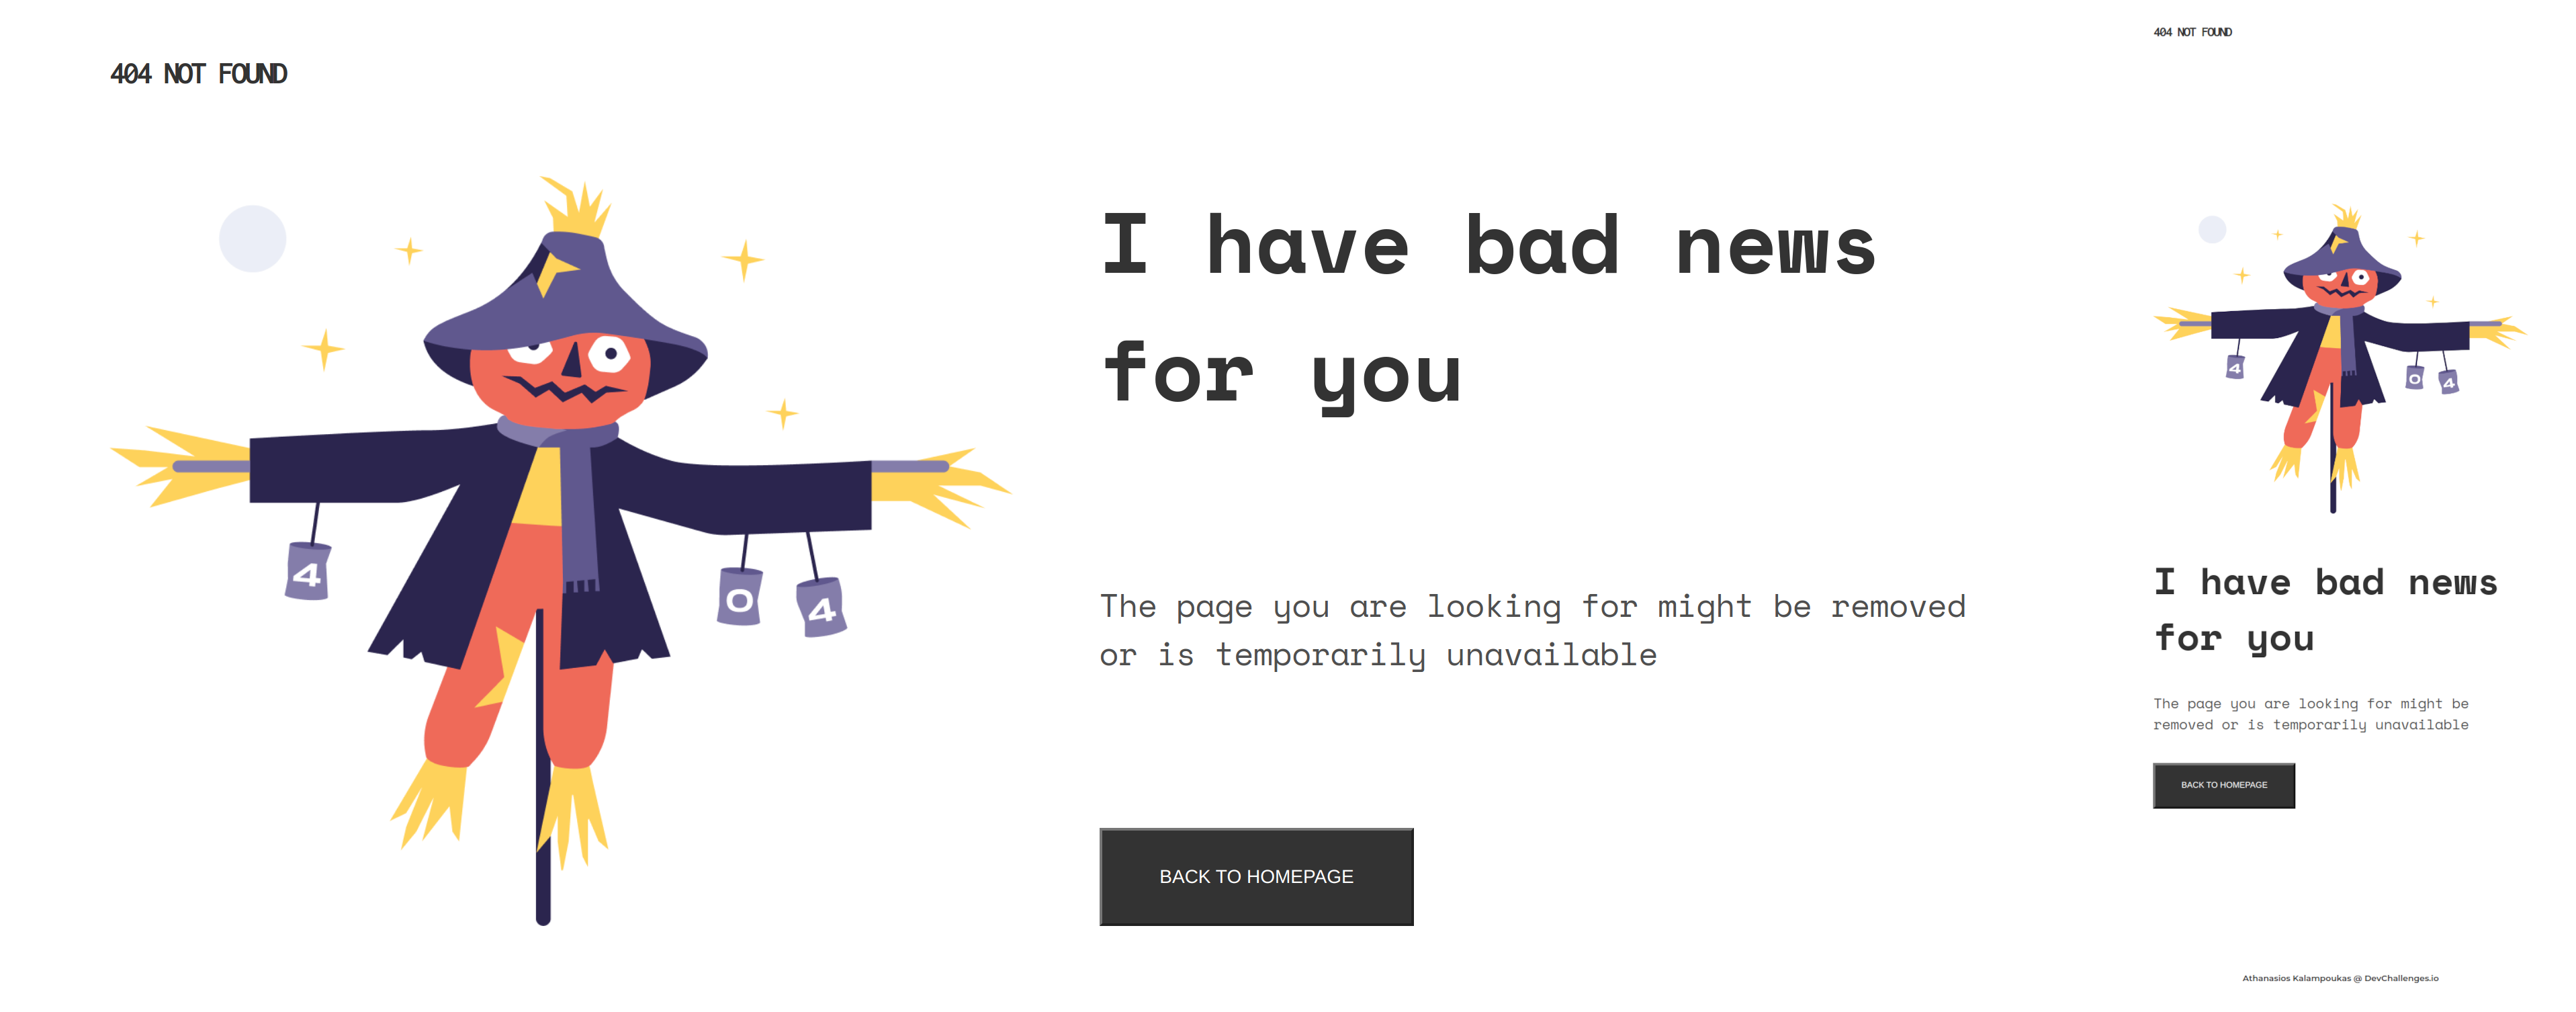 404 NOT FOUND
4
0
4
I have bad news
for you
The page you are looking for might be removed
or is temporarily unavailable
BACK TO HOMEPAGE
404 NOT FOUND
4
0
4
I have bad news
for you
The page you are looking for might be
removed or is temporarily unavailable
BACK TO HOMEPAGE
Athanasios Kalampoukas @ DevChallenges.io